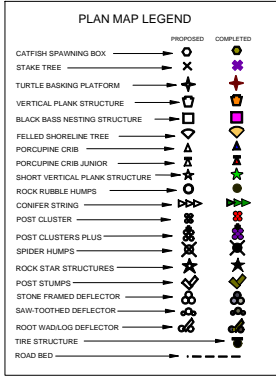 PLAN MAP LEGEND
PROPOSED COMPLETED
CATFISH SPAWNING BOX
STAKE TREE
TURTLE BASKING PLATFORM
VERTICAL PLANK STRUCTURE
BLACK BASS NESTING STRUCTURE
FELLED SHORELINE TREE
PORCUPINE CRIB
PORCUPINE CRIB JUNIOR
SHORT VERTICAL PLANK STRUCTURE
ROCK RUBBLE HUMPS
CONIFER STRING
POST CLUSTER
POST CLUSTERS PLUS
SPIDER HUMPS
ROCK STAR STRUCTURES
POST STUMPS
STONE FRAMED DEFLECTOR
SAW-TOOTHED DEFLECTOR
ROOT WAD/LOG DEFLECTOR
TIRE STRUCTURE
ROAD BED